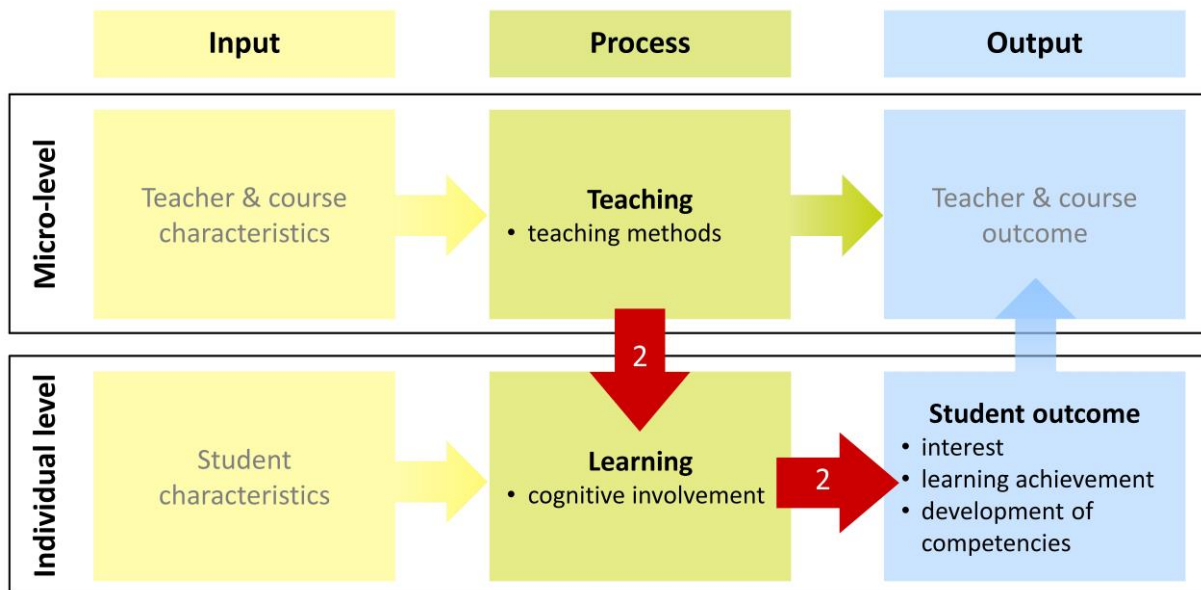 Input
Process
Output
Micro-level
Teacher & course
characteristics
Teaching
• teaching methods
Teacher & course
outcome
2
Individual level
Student
characteristics
Learning
• cognitive involvement
2
Student outcome
• interest
• learning achievement
• development of
competencies